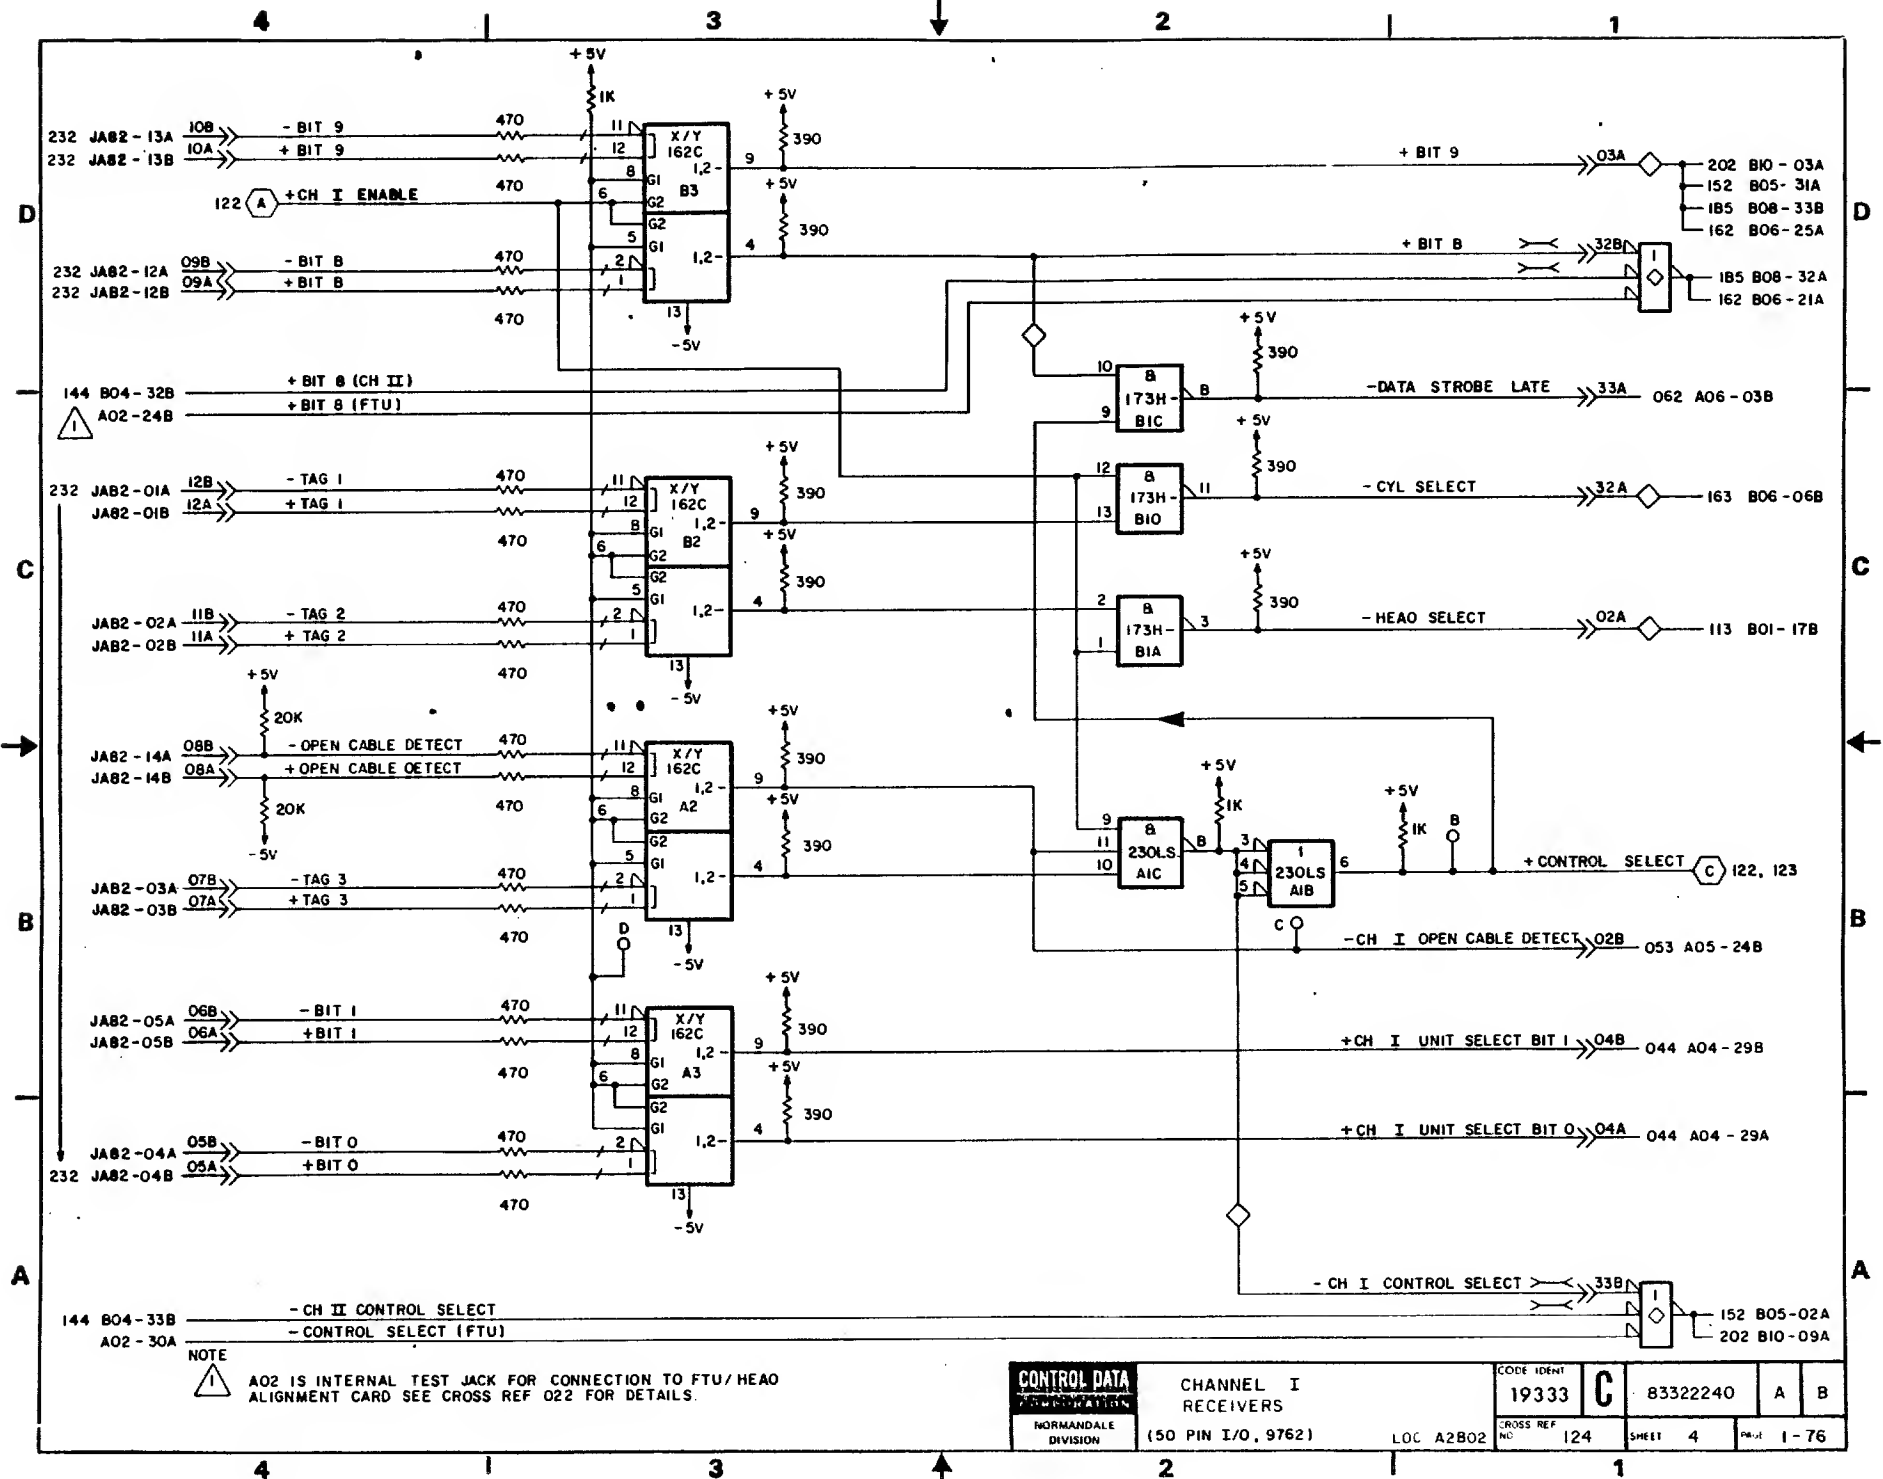 4 3 2 1
+5V
1K
232 JA82-13A 10B - BIT 9 470 11 X/Y +5V
232 JA82-13B 10A + BIT 9 470 12 162C 390
1,2 9 + BIT 9 03A 202 B10-03A
152 B05-31A
1B5 B08-33B
162 B06-25A
8 G1 B3
122 A +CH I ENABLE 6 G2
D D
G2 +5V
5 G1 390
1,2 4 + BIT B 32B 1
232 JA82-12A 09B - BIT B 470 2
232 JAB2-12B 09A + BIT B 470 1
1B5 B08-32A
162 B06-21A
13
-5V
144 B04-32B + BIT 8 (CH II)
1 A02-24B + BIT 8 (FTU)
10 & 173H B1C 9 B +5V 390 -DATA STROBE LATE 33A 062 A06-03B
232 JAB2-01A 12B - TAG 1 470 11 X/Y +5V
JA82-01B 12A + TAG 1 470 12 162C 390
8 G1 1,2 9 B2
6 G2
12 & 173H B10 13 11 +5V 390 - CYL SELECT 32A 163 B06-06B
C C
G2 +5V
5 G1 390
1,2 4
JAB2-02A 11B - TAG 2 470 2
JAB2-02B 11A + TAG 2 470 1
13
-5V
2 & 173H B1A 1 3 +5V 390 -HEAO SELECT 02A 113 B01-17B
+5V
20K
JA82-14A 08B -OPEN CABLE DETECT 470 11 X/Y +5V
JA82-14B 08A +OPEN CABLE OETECT 470 12 162C 390
20K
-5V
8 G1 1,2 9 A2
6 G2
G2 +5V
5 G1 390
1,2 4
JAB2-03A 07B - TAG 3 470 2
JA82-03B 07A + TAG 3 470 1
13
-5V
9 & 11 230LS 10 A1C B +5V 1K
3 1 4 230LS 5 A1B 6 +5V 1K B
+CONTROL SELECT C 122, 123
B B
D
C -CH I OPEN CABLE DETECT 02B 053 A05-24B
JA82-05A 06B - BIT 1 470 11 X/Y +5V
JA82-05B 06A +BIT 1 470 12 162C 390
8 G1 1,2 9 A3 +CH I UNIT SELECT BIT 1 04B 044 A04-29B
6 G2
G2 +5V
G1 390
1,2 4 +CH I UNIT SELECT BIT 0 04A 044 A04-29A
JA82-04A 05B -BIT 0 470 2
232 JA82-04B 05A +BIT 0 470 1
13
-5V
A A
- CH I CONTROL SELECT 33B 1
144 B04-33B - CH II CONTROL SELECT 152 B05-02A
A02-30A -CONTROL SELECT (FTU) 202 B10-09A
NOTE
1 A02 IS INTERNAL TEST JACK FOR CONNECTION TO FTU/HEAO
ALIGNMENT CARD SEE CROSS REF 022 FOR DETAILS.
CONTROL DATA
CORPORATION
NORMANDALE
DIVISION
CHANNEL I
RECEIVERS
(50 PIN I/O, 9762) LOC A2B02
CODE IDENT
19333 C 83322240 A B
CROSS REF
NO 124 SHEET 4 PAGE 1-76
4 3 2 1